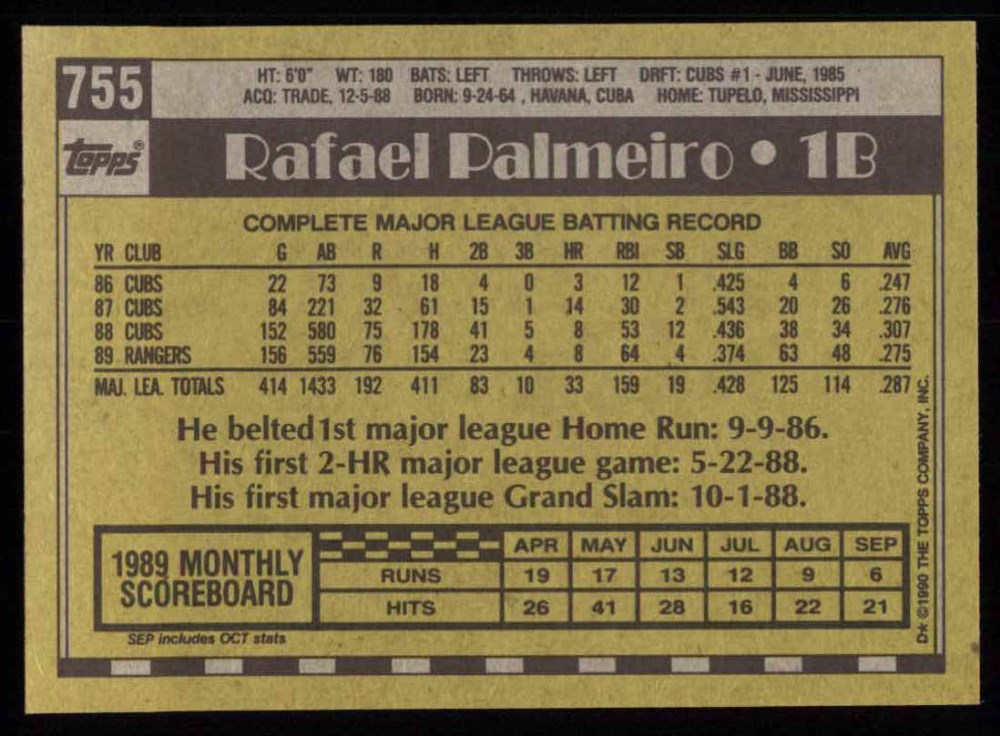 755
HT: 6'0" WT: 180 BATS: LEFT THROWS: LEFT DRFT: CUBS #1 - JUNE, 1985
ACQ: TRADE, 12-5-88 BORN: 9-24-64 , HAVANA, CUBA HOME: TUPELO, MISSISSIPPI
topps®
Rafael Palmeiro • 1B
COMPLETE MAJOR LEAGUE BATTING RECORD
YR CLUB G AB R H 2B 3B HR RBI SB SLG BB SO AVG
86 CUBS 22 73 9 18 4 0 3 12 1 .425 4 6 .247
87 CUBS 84 221 32 61 15 1 14 30 2 .543 20 26 .276
88 CUBS 152 580 75 178 41 5 8 53 12 .436 38 34 .307
89 RANGERS 156 559 76 154 23 4 8 64 4 .374 63 48 .275
MAJ. LEA. TOTALS 414 1433 192 411 83 10 33 159 19 .428 125 114 .287
He belted 1st major league Home Run: 9-9-86.
His first 2-HR major league game: 5-22-88.
His first major league Grand Slam: 10-1-88.
1989 MONTHLY
SCOREBOARD
APR MAY JUN JUL AUG SEP
RUNS 19 17 13 12 9 6
HITS 26 41 28 16 22 21
SEP includes OCT stats
D* ©1990 THE TOPPS COMPANY, INC.